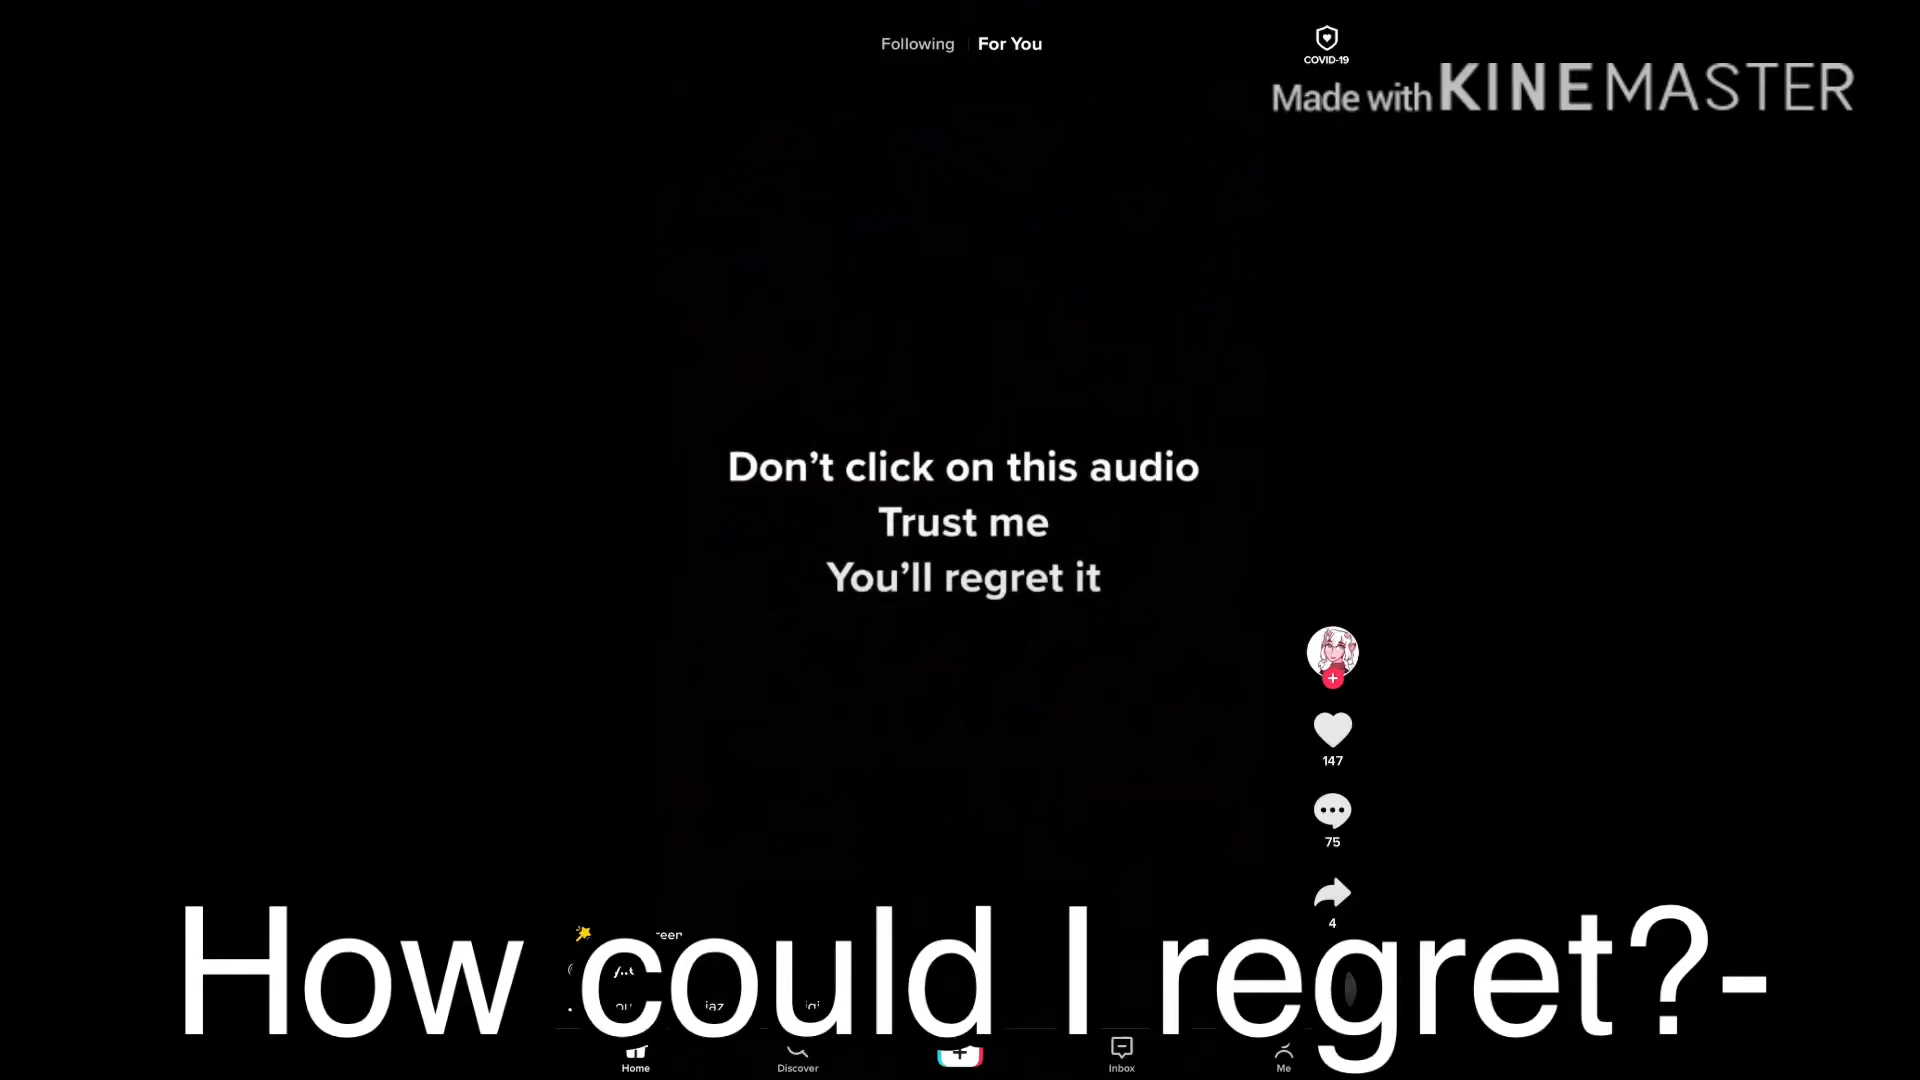 Following For You
COVID-19
Made with KINEMASTER
Don’t click on this audio
Trust me
You’ll regret it
147
75
4
How could I regret?-
Home Discover Inbox Me